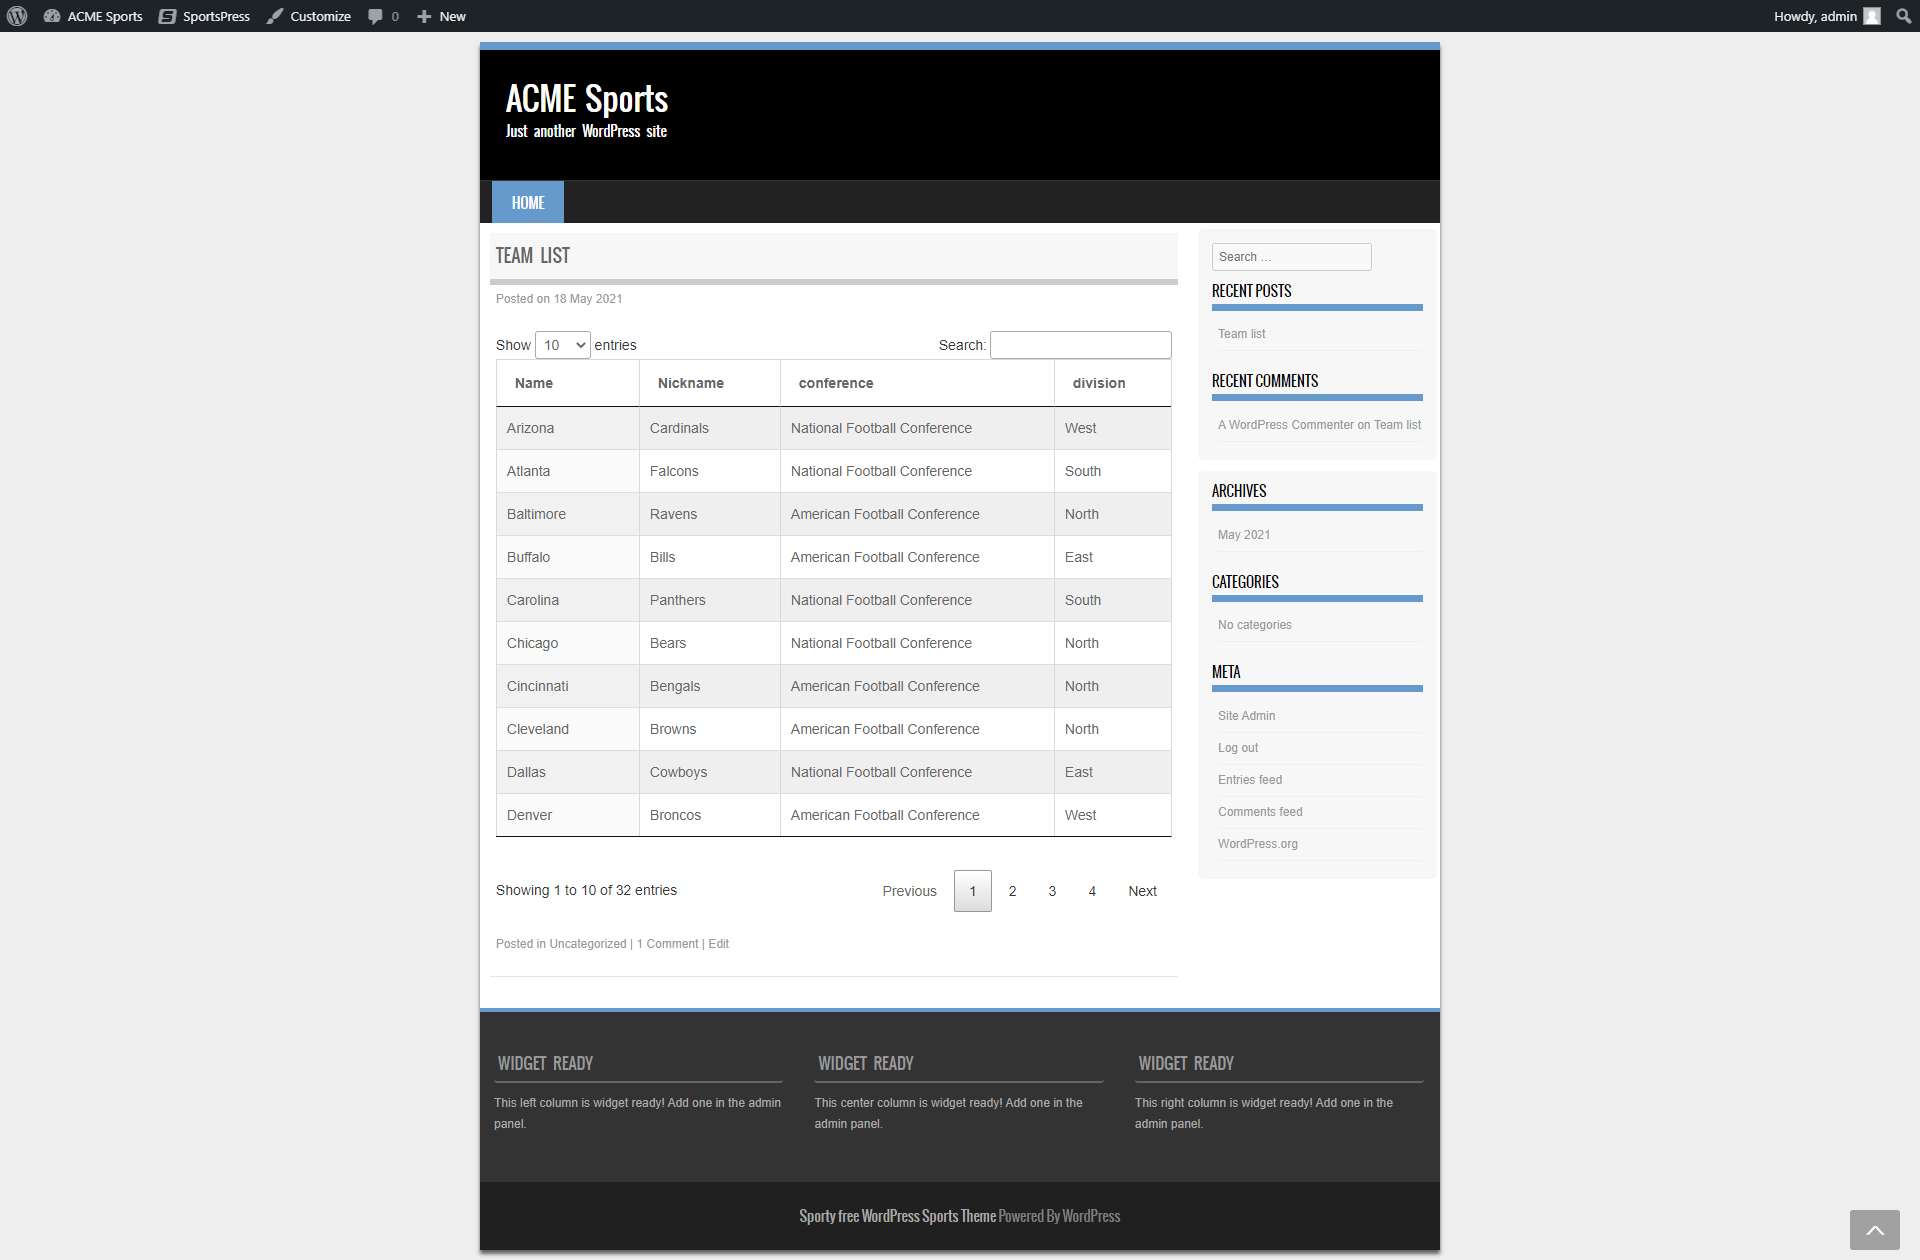 ACME Sports SportsPress Customize 0 New Howdy, admin
ACME Sports
Just another WordPress site
HOME
TEAM LIST
Posted on 18 May 2021
Show 10 entries Search:
Name Nickname conference division
Arizona Cardinals National Football Conference West
Atlanta Falcons National Football Conference South
Baltimore Ravens American Football Conference North
Buffalo Bills American Football Conference East
Carolina Panthers National Football Conference South
Chicago Bears National Football Conference North
Cincinnati Bengals American Football Conference North
Cleveland Browns American Football Conference North
Dallas Cowboys National Football Conference East
Denver Broncos American Football Conference West
Showing 1 to 10 of 32 entries Previous 1 2 3 4 Next
Posted in Uncategorized | 1 Comment | Edit
Search …
RECENT POSTS
Team list
RECENT COMMENTS
A WordPress Commenter on Team list
ARCHIVES
May 2021
CATEGORIES
No categories
META
Site Admin
Log out
Entries feed
Comments feed
WordPress.org
WIDGET READY
This left column is widget ready! Add one in the admin
panel.
WIDGET READY
This center column is widget ready! Add one in the
admin panel.
WIDGET READY
This right column is widget ready! Add one in the
admin panel.
Sporty free WordPress Sports Theme Powered By WordPress